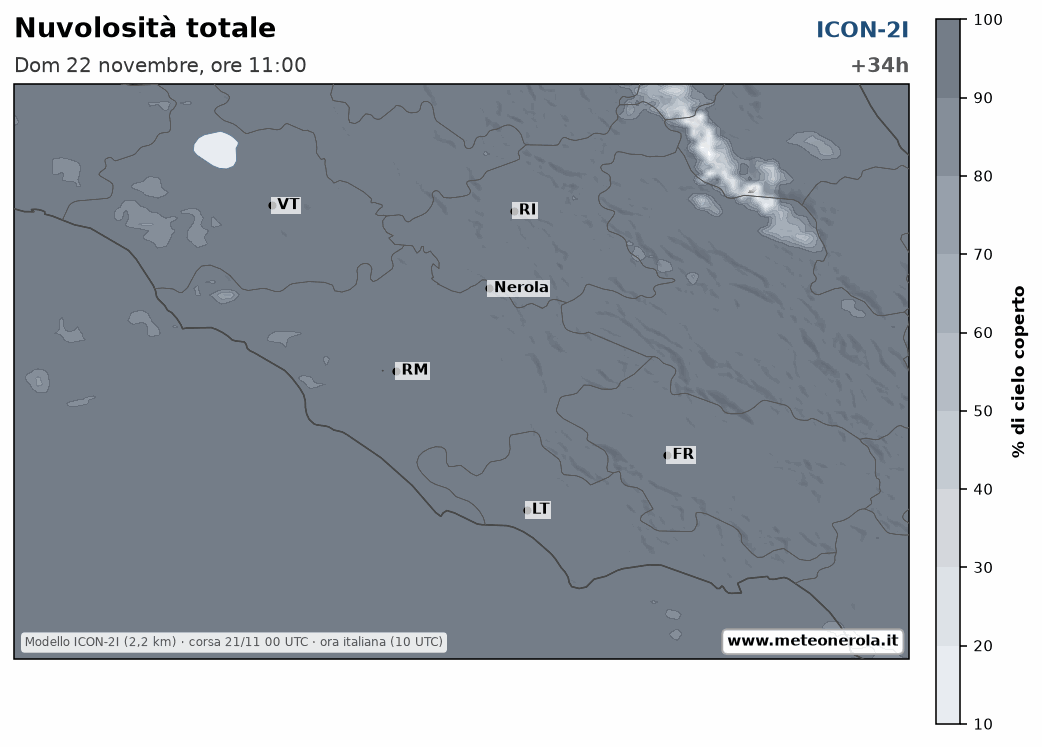 Nuvolosità totale
ICON-2I
Dom 22 novembre, ore 11:00
+34h
100
90
80
70
60
50
40
30
20
10
% di cielo coperto
VT
RI
Nerola
RM
FR
LT
Modello ICON-2I (2,2 km) · corsa 21/11 00 UTC · ora italiana (10 UTC)
www.meteonerola.it